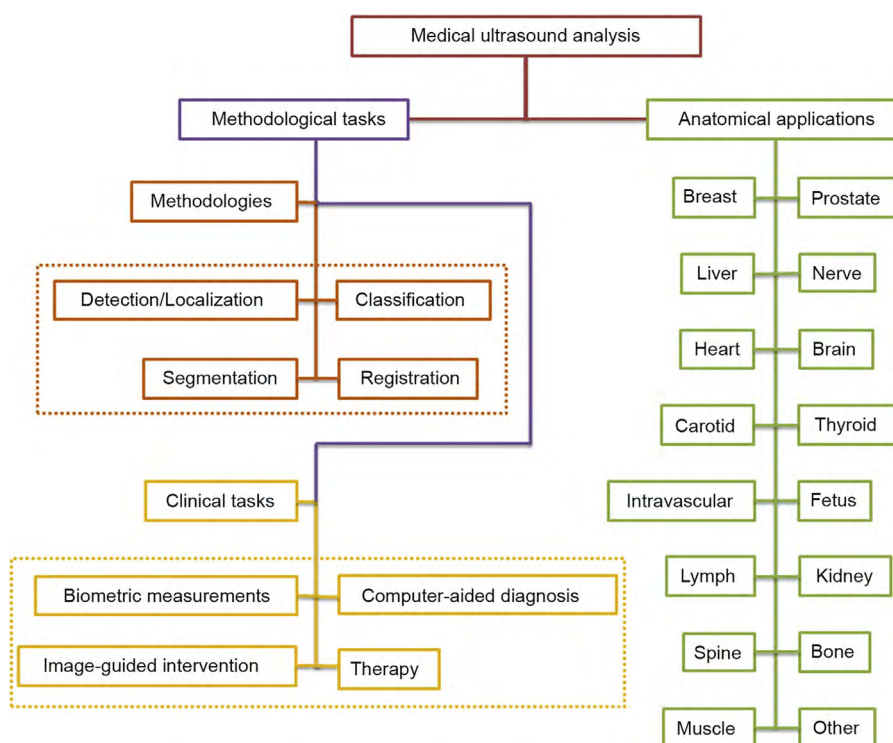 Medical ultrasound analysis
Methodological tasks
Anatomical applications
Methodologies
Detection/Localization
Classification
Segmentation
Registration
Clinical tasks
Biometric measurements
Computer-aided diagnosis
Image-guided intervention
Therapy
Breast
Prostate
Liver
Nerve
Heart
Brain
Carotid
Thyroid
Intravascular
Fetus
Lymph
Kidney
Spine
Bone
Muscle
Other